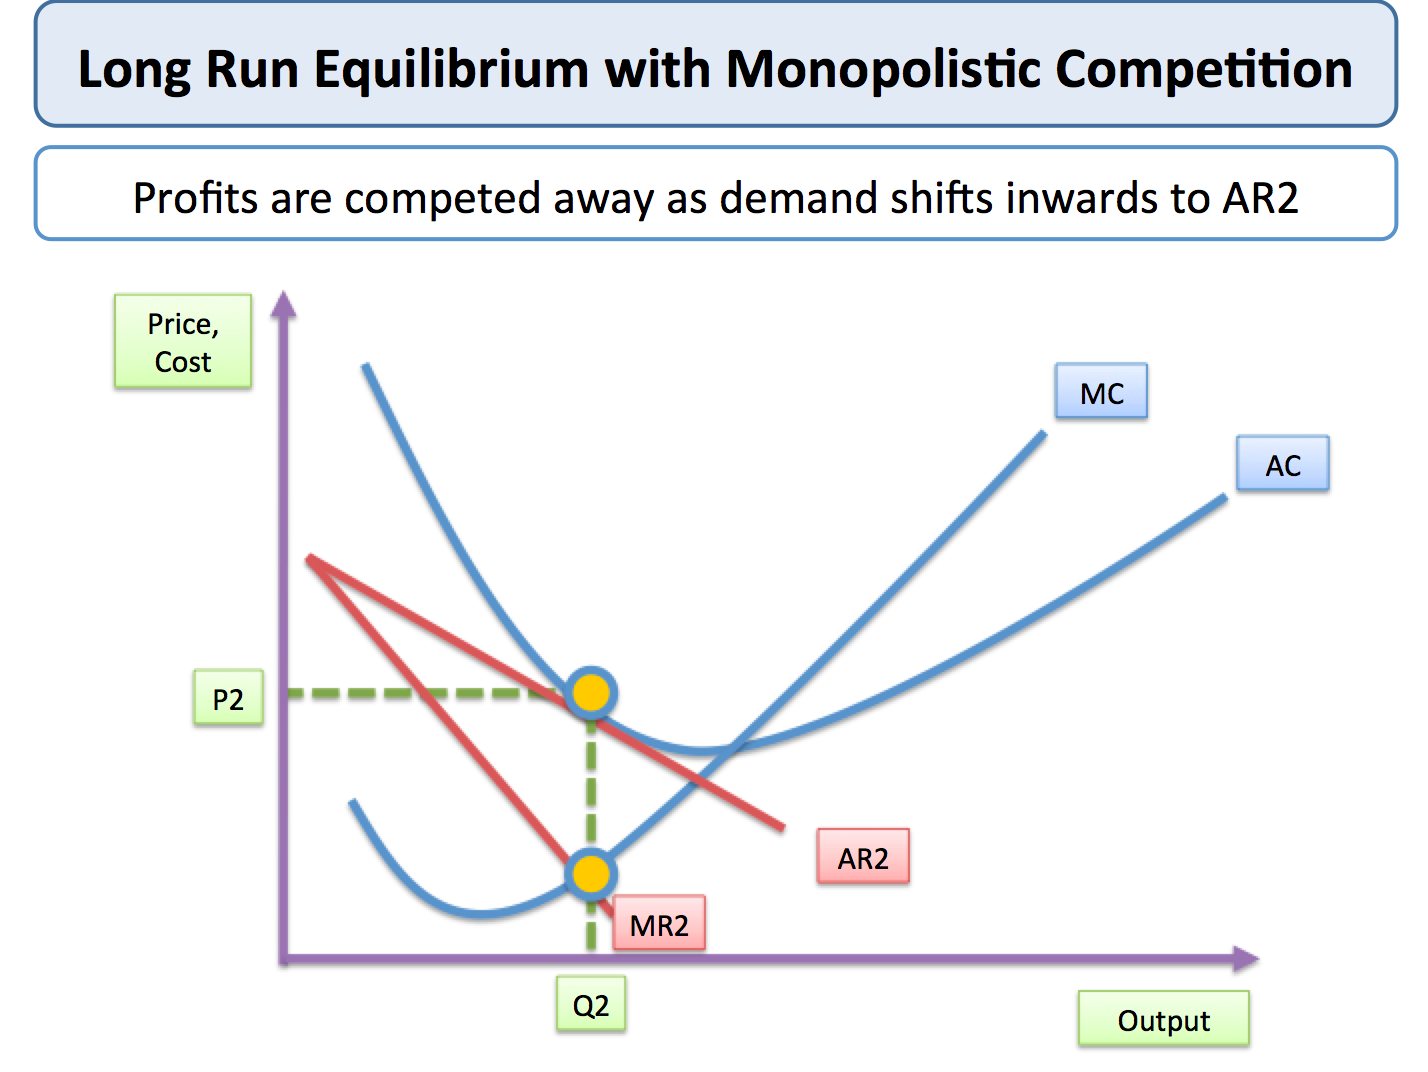 Long Run Equilibrium with Monopolistic Competition
Profits are competed away as demand shifts inwards to AR2
Price,
Cost
MC
AC
P2
AR2
MR2
Q2
Output